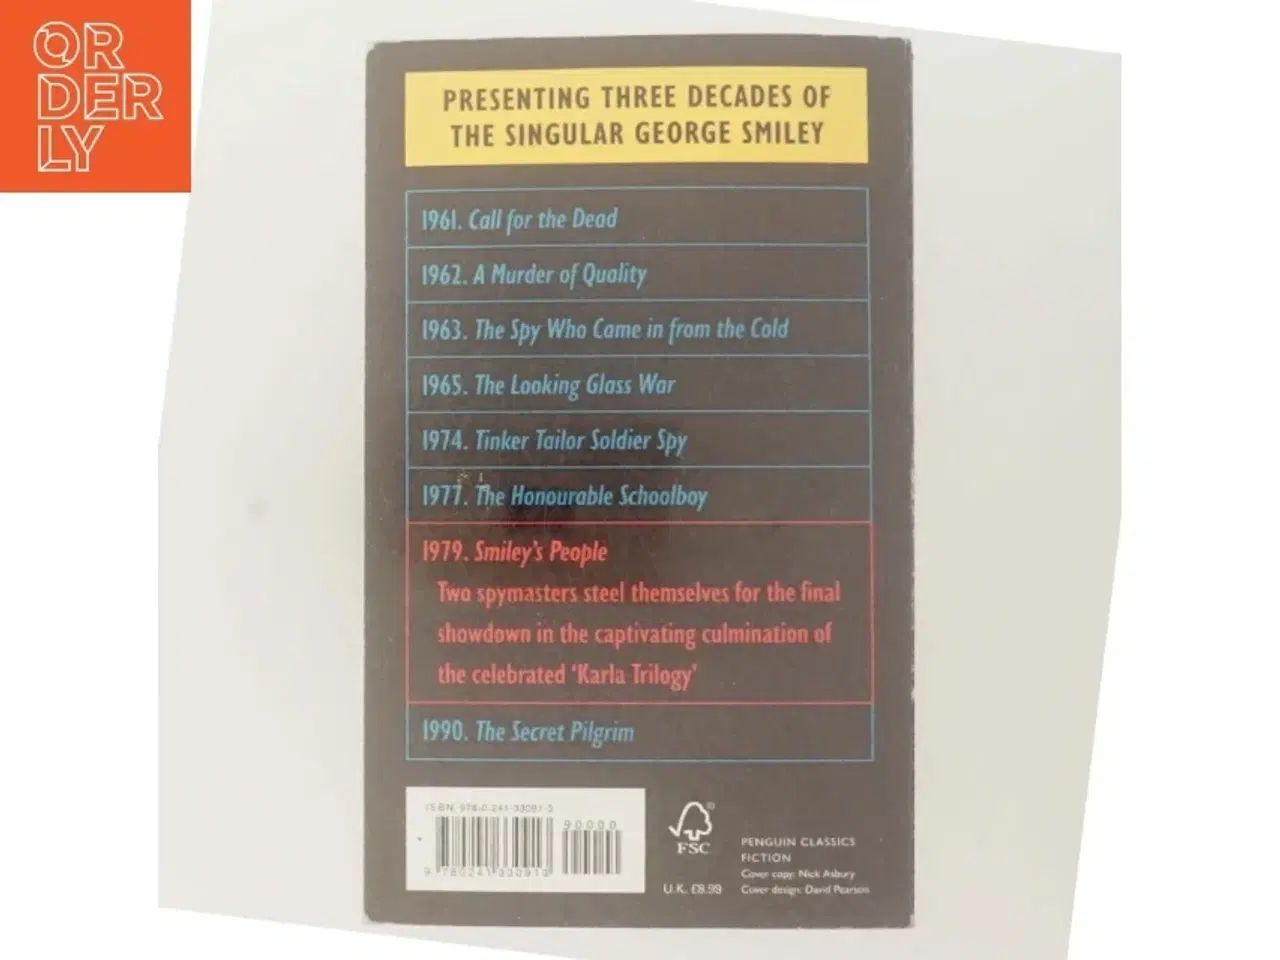 ORDERLY
PRESENTING THREE DECADES OF
THE SINGULAR GEORGE SMILEY
1961. Call for the Dead
1962. A Murder of Quality
1963. The Spy Who Came in from the Cold
1965. The Looking Glass War
1974. Tinker Tailor Soldier Spy
1977. The Honourable Schoolboy
1979. Smiley's People
Two spymasters steel themselves for the final
showdown in the captivating culmination of
the celebrated ‘Karla Trilogy’
1990. The Secret Pilgrim
ISBN
90000
FSC
®
U.K. £8.99
PENGUIN CLASSICS
FICTION
Cover copy: Nick Asbury
Cover design: David Pearson